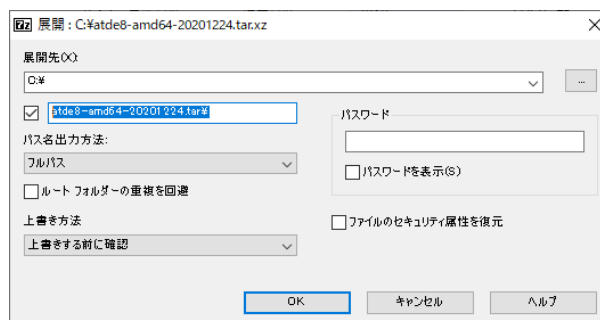 7z 展開 : C:¥atde8-amd64-20201224.tar.xz
展開先(X):
C:¥
...
atde8-amd64-20201224.tar¥
パス名出力方法:
フルパス
ルート フォルダーの重複を回避
上書き方法
上書きする前に確認
パスワード
パスワードを表示(S)
ファイルのセキュリティ属性を復元
OK
キャンセル
ヘルプ